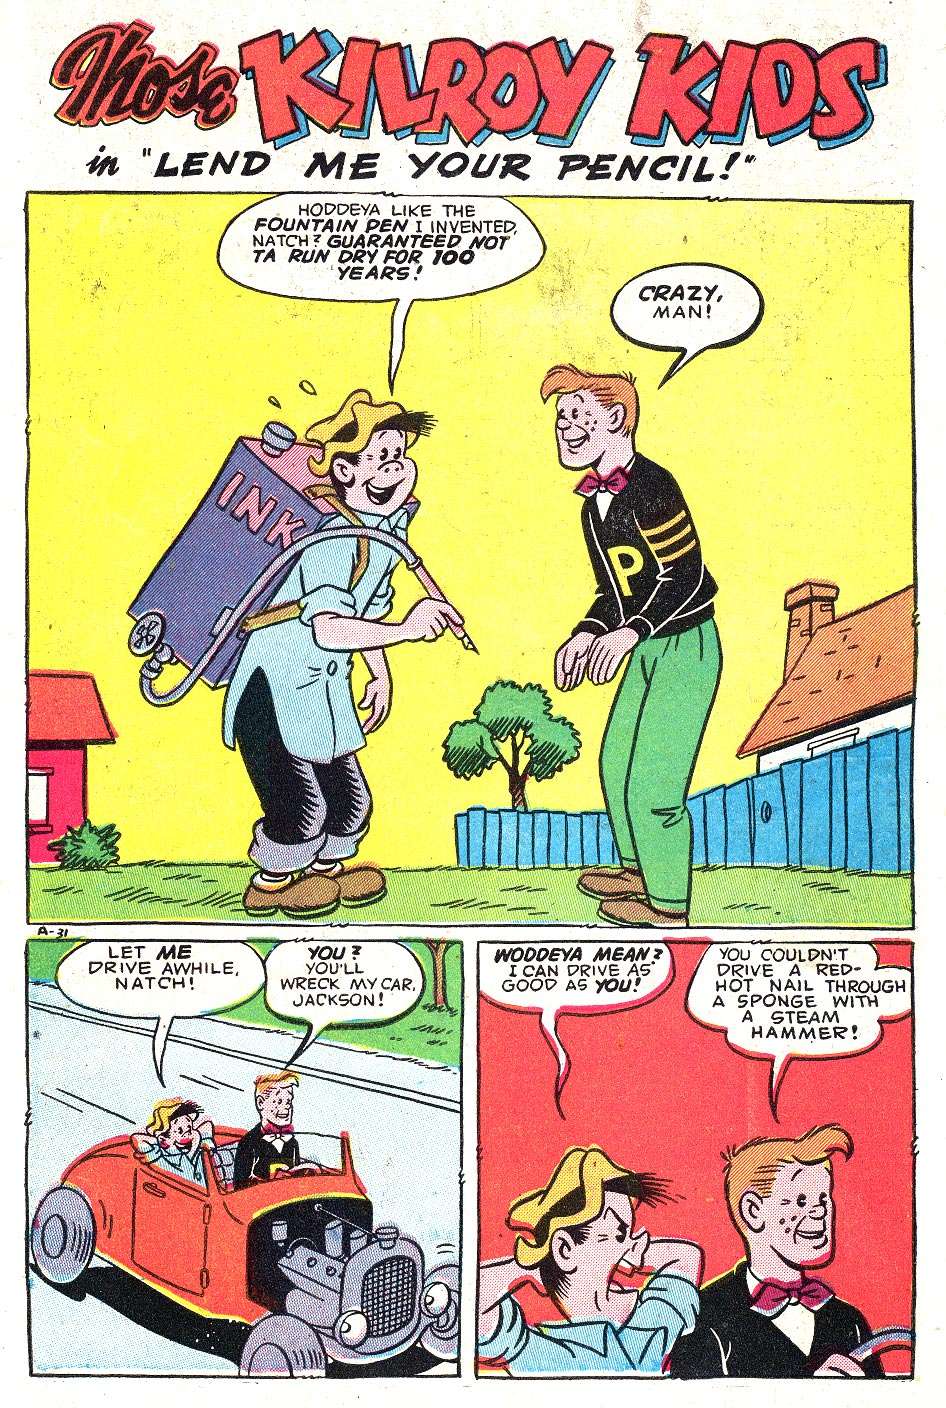 Those KILROY KIDS
in "LEND ME YOUR PENCIL!"
HODDEYA LIKE THE
FOUNTAIN PEN I INVENTED,
NATCH? GUARANTEED NOT
TA RUN DRY FOR 100
YEARS!
CRAZY,
MAN!
INK
P
A-31
LET ME
DRIVE AWHILE,
NATCH!
YOU?
YOU'LL
WRECK MY CAR,
JACKSON!
P
WODDEYA MEAN?
I CAN DRIVE AS
GOOD AS YOU!
YOU COULDN'T
DRIVE A RED-
HOT NAIL THROUGH
A SPONGE WITH
A STEAM
HAMMER!